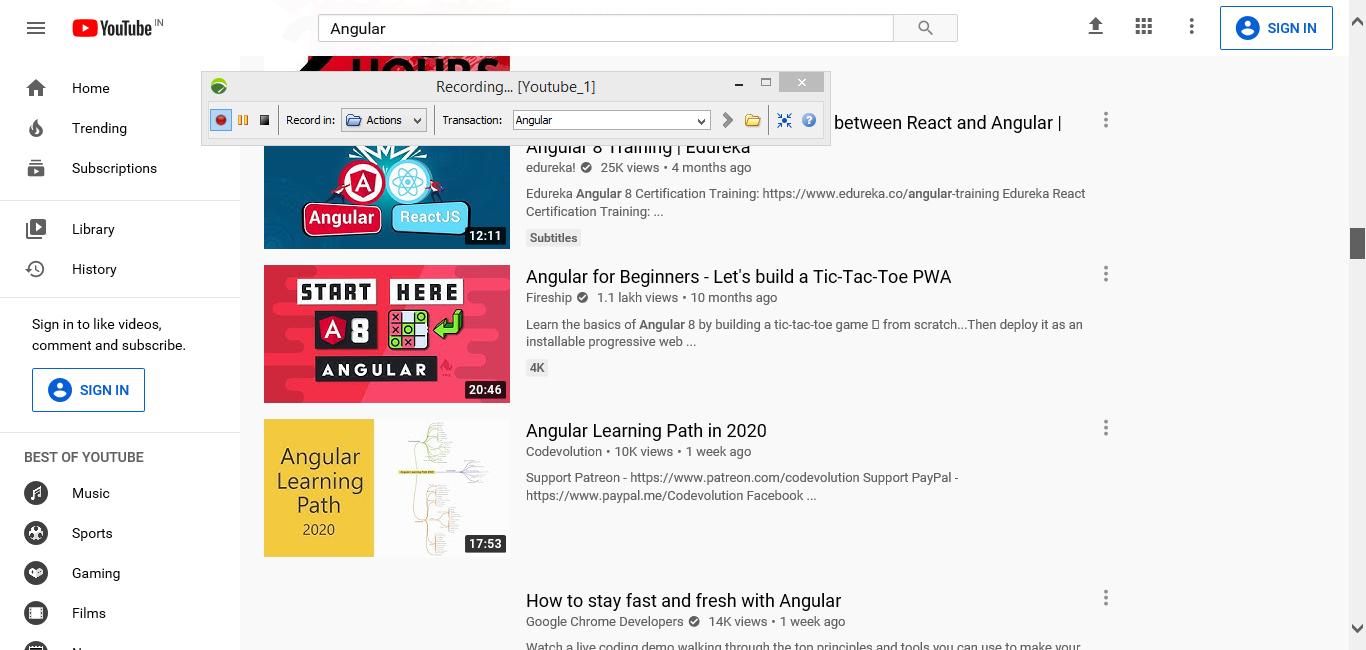 YouTube IN
Angular
SIGN IN
Home
Trending
Subscriptions
Library
History
Sign in to like videos,
comment and subscribe.
SIGN IN
BEST OF YOUTUBE
Music
Sports
Gaming
Films
Recording... [Youtube_1]
Record in: Actions Transaction: Angular
HOURS
between React and Angular |
Angular 8 Training | Edureka
edureka! 25K views • 4 months ago
Edureka Angular 8 Certification Training: https://www.edureka.co/angular-training Edureka React
Certification Training: ...
Subtitles
Angular ReactJS
12:11
Angular for Beginners - Let's build a Tic-Tac-Toe PWA
Fireship 1.1 lakh views • 10 months ago
Learn the basics of Angular 8 by building a tic-tac-toe game from scratch...Then deploy it as an
installable progressive web ...
4K
START HERE
A 8
ANGULAR
20:46
Angular Learning Path in 2020
Codevolution • 10K views • 1 week ago
Support Patreon - https://www.patreon.com/codevolution Support PayPal -
https://www.paypal.me/Codevolution Facebook ...
Angular
Learning
Path
2020
17:53
How to stay fast and fresh with Angular
Google Chrome Developers 14K views • 1 week ago
Watch a live coding demo walking through the top principles and tools you can use to make your